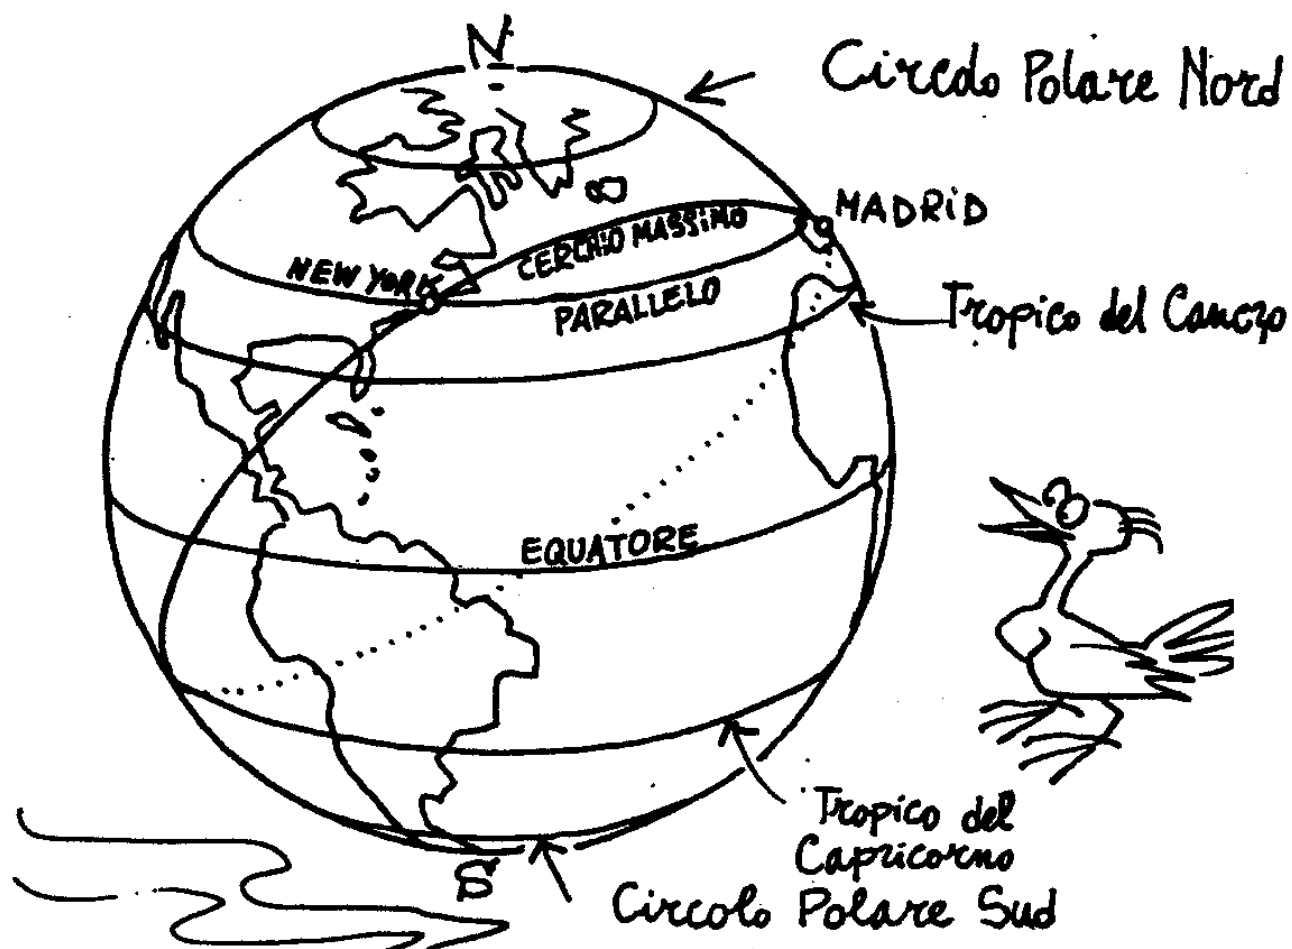 N
Circolo Polare Nord
MADRID
CERCHIO MASSIMO
NEW YORK
PARALLELO
Tropico del Cancro
EQUATORE
Tropico del
Capricorno
S
Circolo Polare Sud